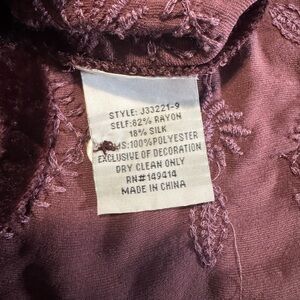 STYLE: J33221-9
SELF:82% RAYON
18% SILK
:100%POLYESTER
EXCLUSIVE OF DECORATION
DRY CLEAN ONLY
RN#149414
MADE IN CHINA